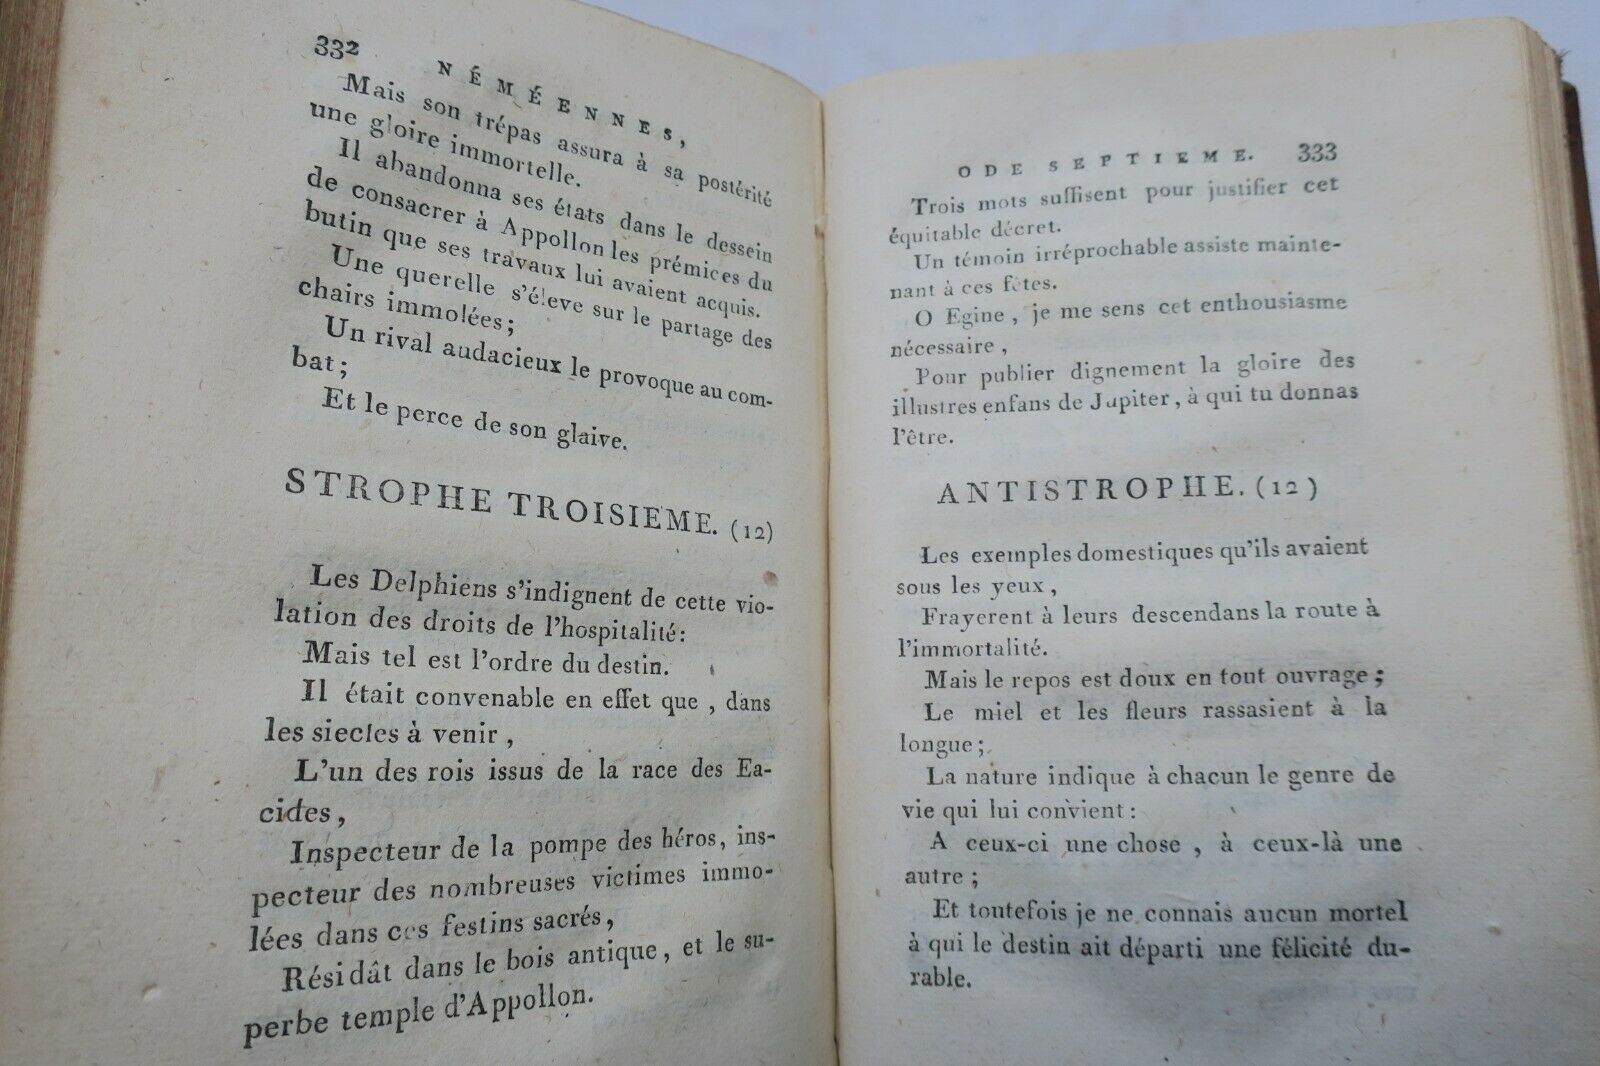 332
NÉMÉENNES,
Mais son trépas assura à sa postérité
une gloire immortelle.
Il abandonna ses états dans le dessein
de consacrer à Appollon les prémices du
butin que ses travaux lui avaient acquis.
Une querelle s'éleve sur le partage des
chairs immolées;
Un rival audacieux le provoque au com-
bat;
Et le perce de son glaive.
STROPHE TROISIEME. (12)
Les Delphiens s'indignent de cette vio-
lation des droits de l'hospitalité:
Mais tel est l'ordre du destin.
Il était convenable en effet que, dans
les siecles à venir,
L'un des rois issus de la race des Ea-
cides,
Inspecteur de la pompe des héros, ins-
pecteur des nombreuses victimes immo-
lées dans ces festins sacrés,
Résidât dans le bois antique, et le su-
perbe temple d'Appollon.
ODE SEPTIEME. 333
Trois mots suffisent pour justifier cet
équitable décret.
Un témoin irréprochable assiste mainte-
nant à ces fêtes.
O Egine, je me sens cet enthousiasme
nécessaire,
Pour publier dignement la gloire des
illustres enfans de Jupiter, à qui tu donnas
l'être.
ANTISTROPHE. (12)
Les exemples domestiques qu'ils avaient
sous les yeux,
Frayerent à leurs descendans la route à
l'immortalité.
Mais le repos est doux en tout ouvrage;
Le miel et les fleurs rassasient à la
longue;
La nature indique à chacun le genre de
vie qui lui convient:
A ceux-ci une chose, à ceux-là une
autre;
Et toutefois je ne connais aucun mortel
à qui le destin ait départi une félicité du-
rable.